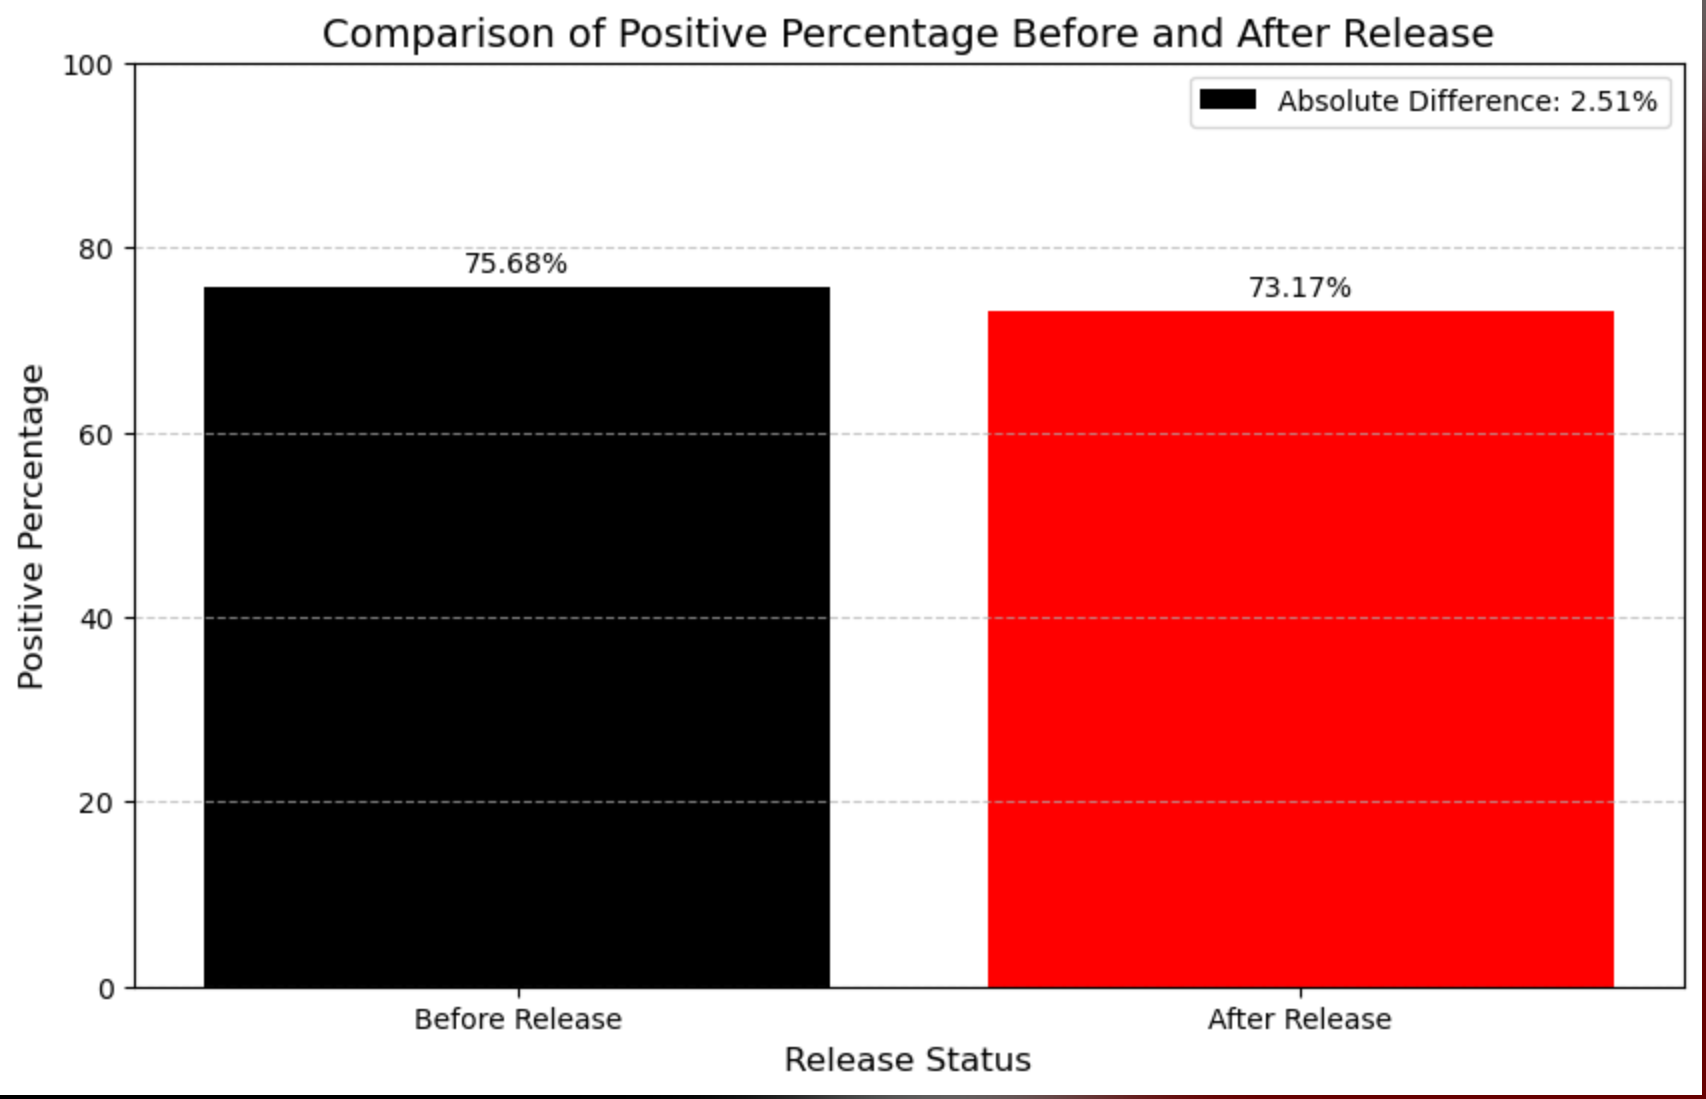 Comparison of Positive Percentage Before and After Release
100
Absolute Difference: 2.51%
80
75.68%
73.17%
60
40
20
0
Positive Percentage
Before Release
After Release
Release Status